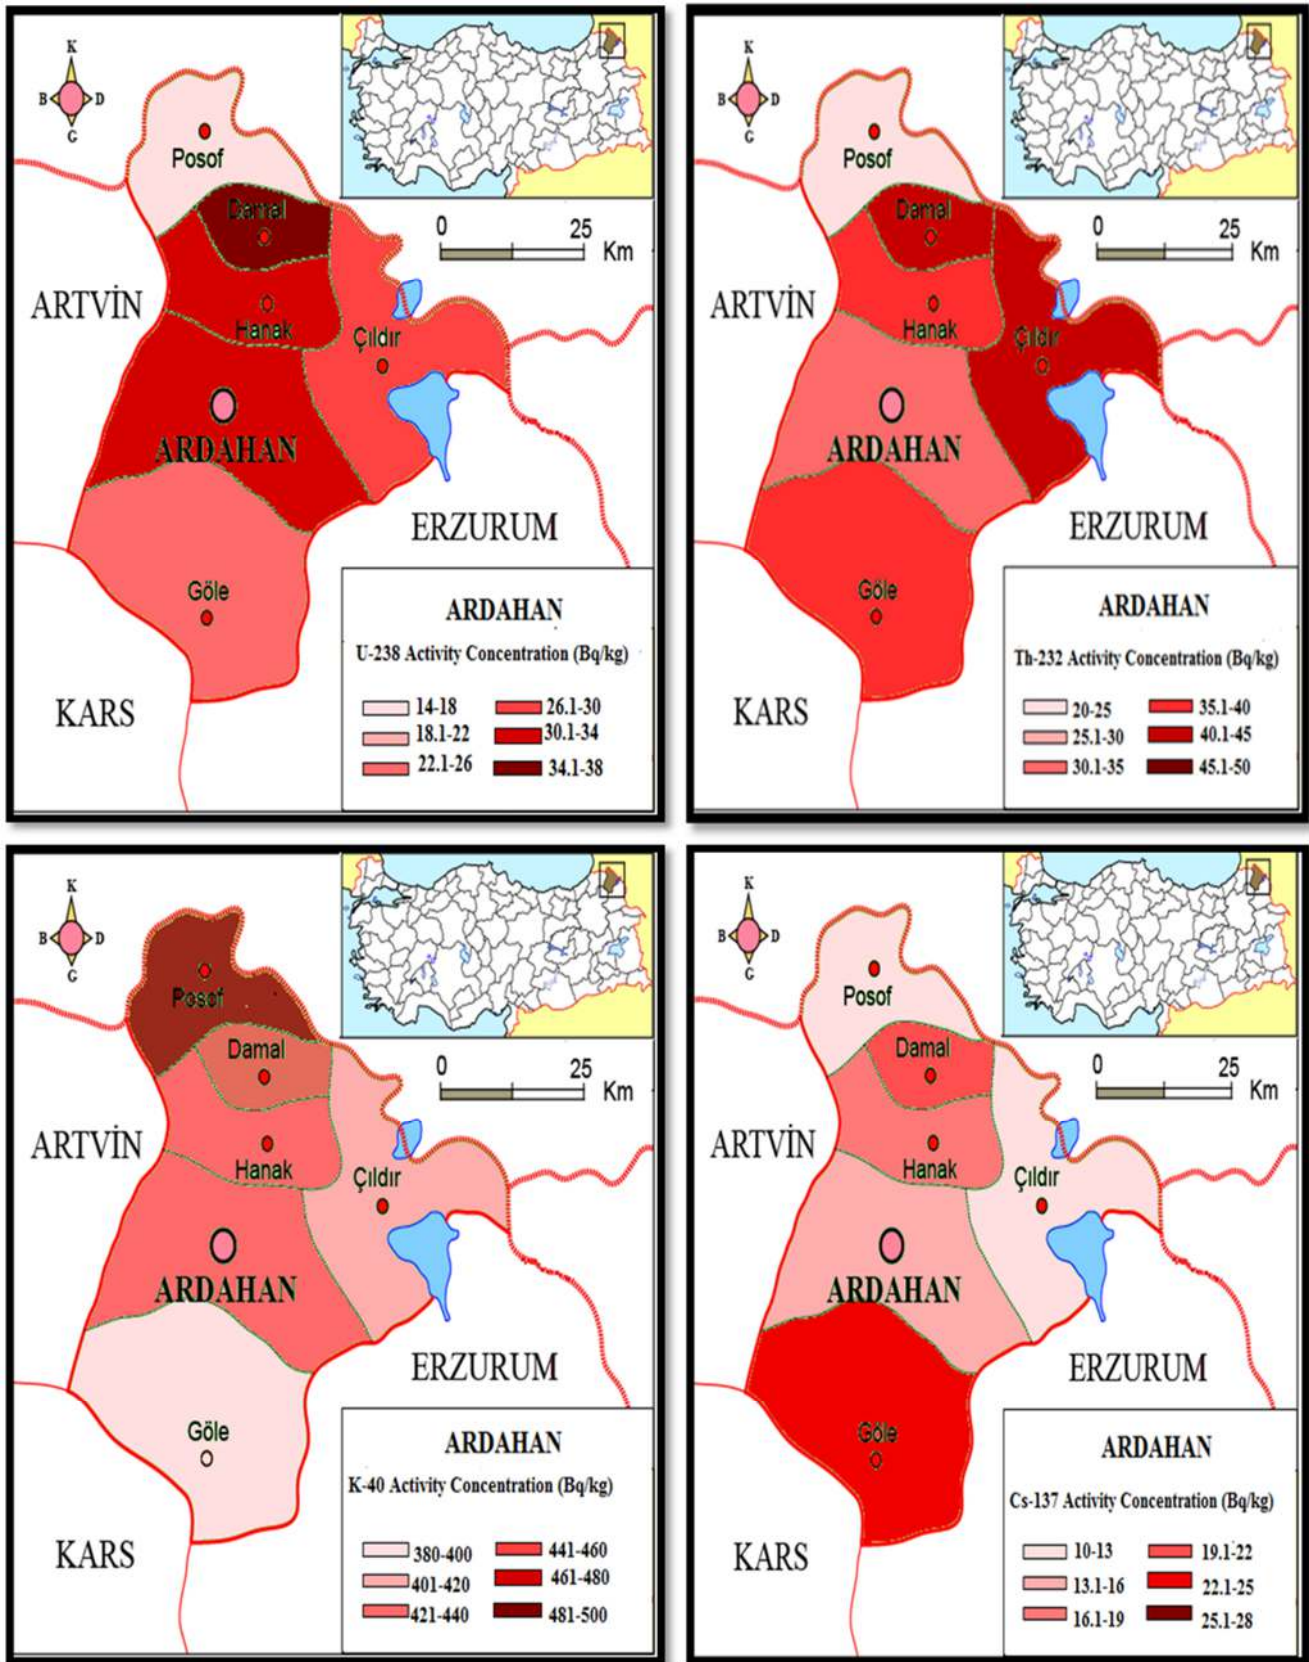 K
B D
G
Posof
Damal
0 25
Km
ARTVİN
Hanak
Çıldır
ARDAHAN
ERZURUM
Göle
KARS
ARDAHAN
U-238 Activity Concentration (Bq/kg)
14-18
18.1-22
22.1-26
26.1-30
30.1-34
34.1-38
K
B D
G
Posof
Damal
0 25
Km
ARTVİN
Hanak
Çıldır
ARDAHAN
ERZURUM
Göle
KARS
ARDAHAN
Th-232 Activity Concentration (Bq/kg)
20-25
25.1-30
30.1-35
35.1-40
40.1-45
45.1-50
K
B D
G
Posof
Damal
0 25
Km
ARTVİN
Hanak
Çıldır
ARDAHAN
ERZURUM
Göle
KARS
ARDAHAN
K-40 Activity Concentration (Bq/kg)
380-400
401-420
421-440
441-460
461-480
481-500
K
B D
G
Posof
Damal
0 25
Km
ARTVİN
Hanak
Çıldır
ARDAHAN
ERZURUM
Göle
KARS
ARDAHAN
Cs-137 Activity Concentration (Bq/kg)
10-13
13.1-16
16.1-19
19.1-22
22.1-25
25.1-28